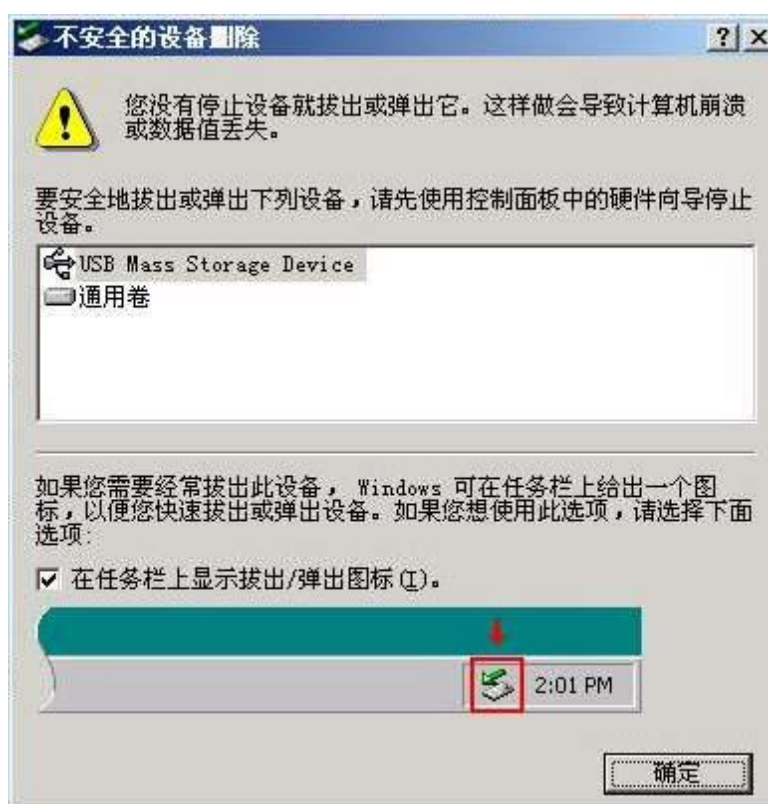 不安全的设备删除
您没有停止设备就拔出或弹出它。这样做会导致计算机崩溃
或数据值丢失。
要安全地拔出或弹出下列设备，请先使用控制面板中的硬件向导停止
设备。
USB Mass Storage Device
通用卷
如果您需要经常拔出此设备， Windows 可在任务栏上给出一个图
标，以便您快速拔出或弹出设备。如果您想使用此选项，请选择下面
选项:
在任务栏上显示拔出/弹出图标(I)。
2:01 PM
确定